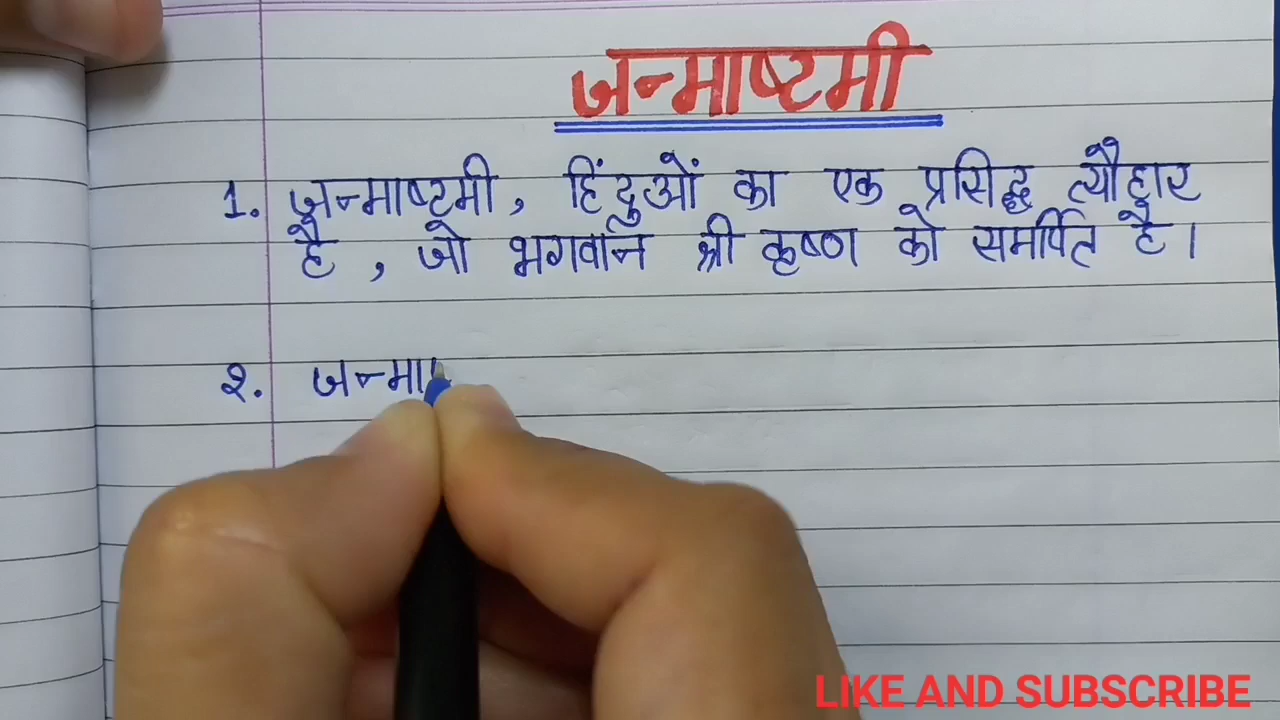 जन्माष्टमी
1. जन्माष्टमी, हिंदुओं का एक प्रसिद्ध त्यौहार
है, जो भगवान श्री कृष्ण को समर्पित है।
२. जन्मा
LIKE AND SUBSCRIBE